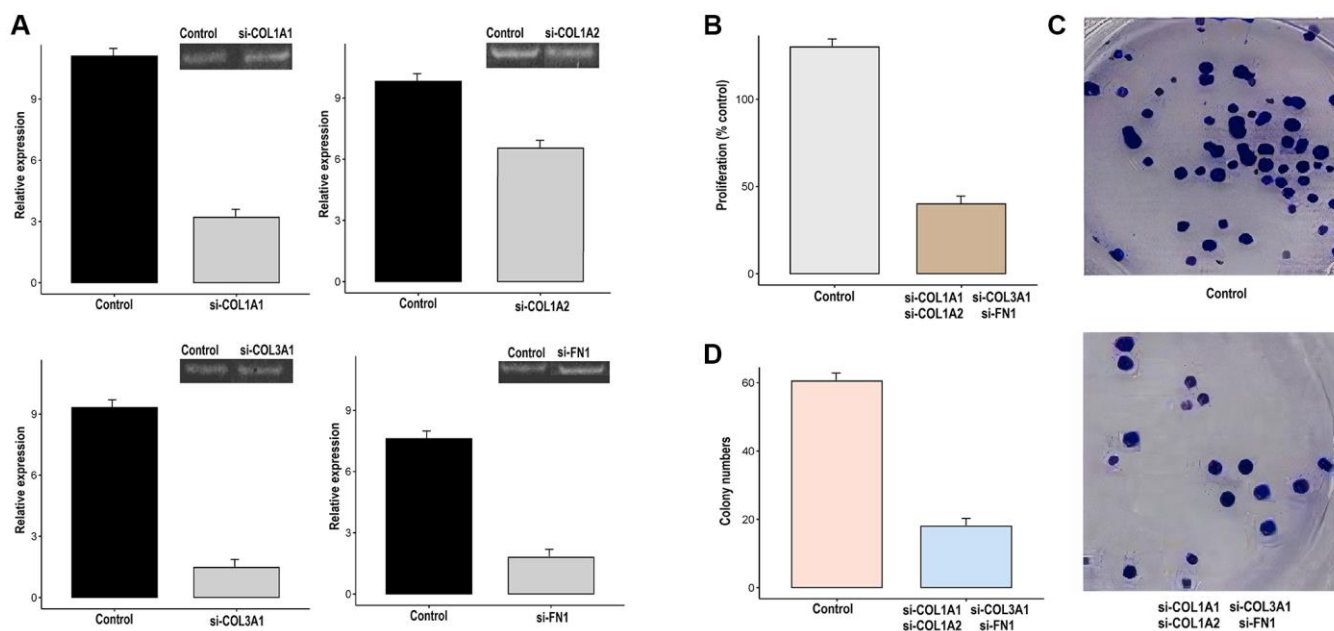 A
Control si-COL1A1
Relative expression
9
6
3
0
Control si-COL1A1
Control si-COL1A2
Relative expression
9
6
3
0
Control si-COL1A2
Control si-COL3A1
Relative expression
9
6
3
0
Control si-COL3A1
Control si-FN1
Relative expression
9
6
3
0
Control si-FN1
B
Proliferation (% control)
100
50
0
Control si-COL1A1 si-COL3A1
si-COL1A2 si-FN1
C
Control
si-COL1A1 si-COL3A1
si-COL1A2 si-FN1
D
Colony numbers
60
40
20
0
Control si-COL1A1 si-COL3A1
si-COL1A2 si-FN1